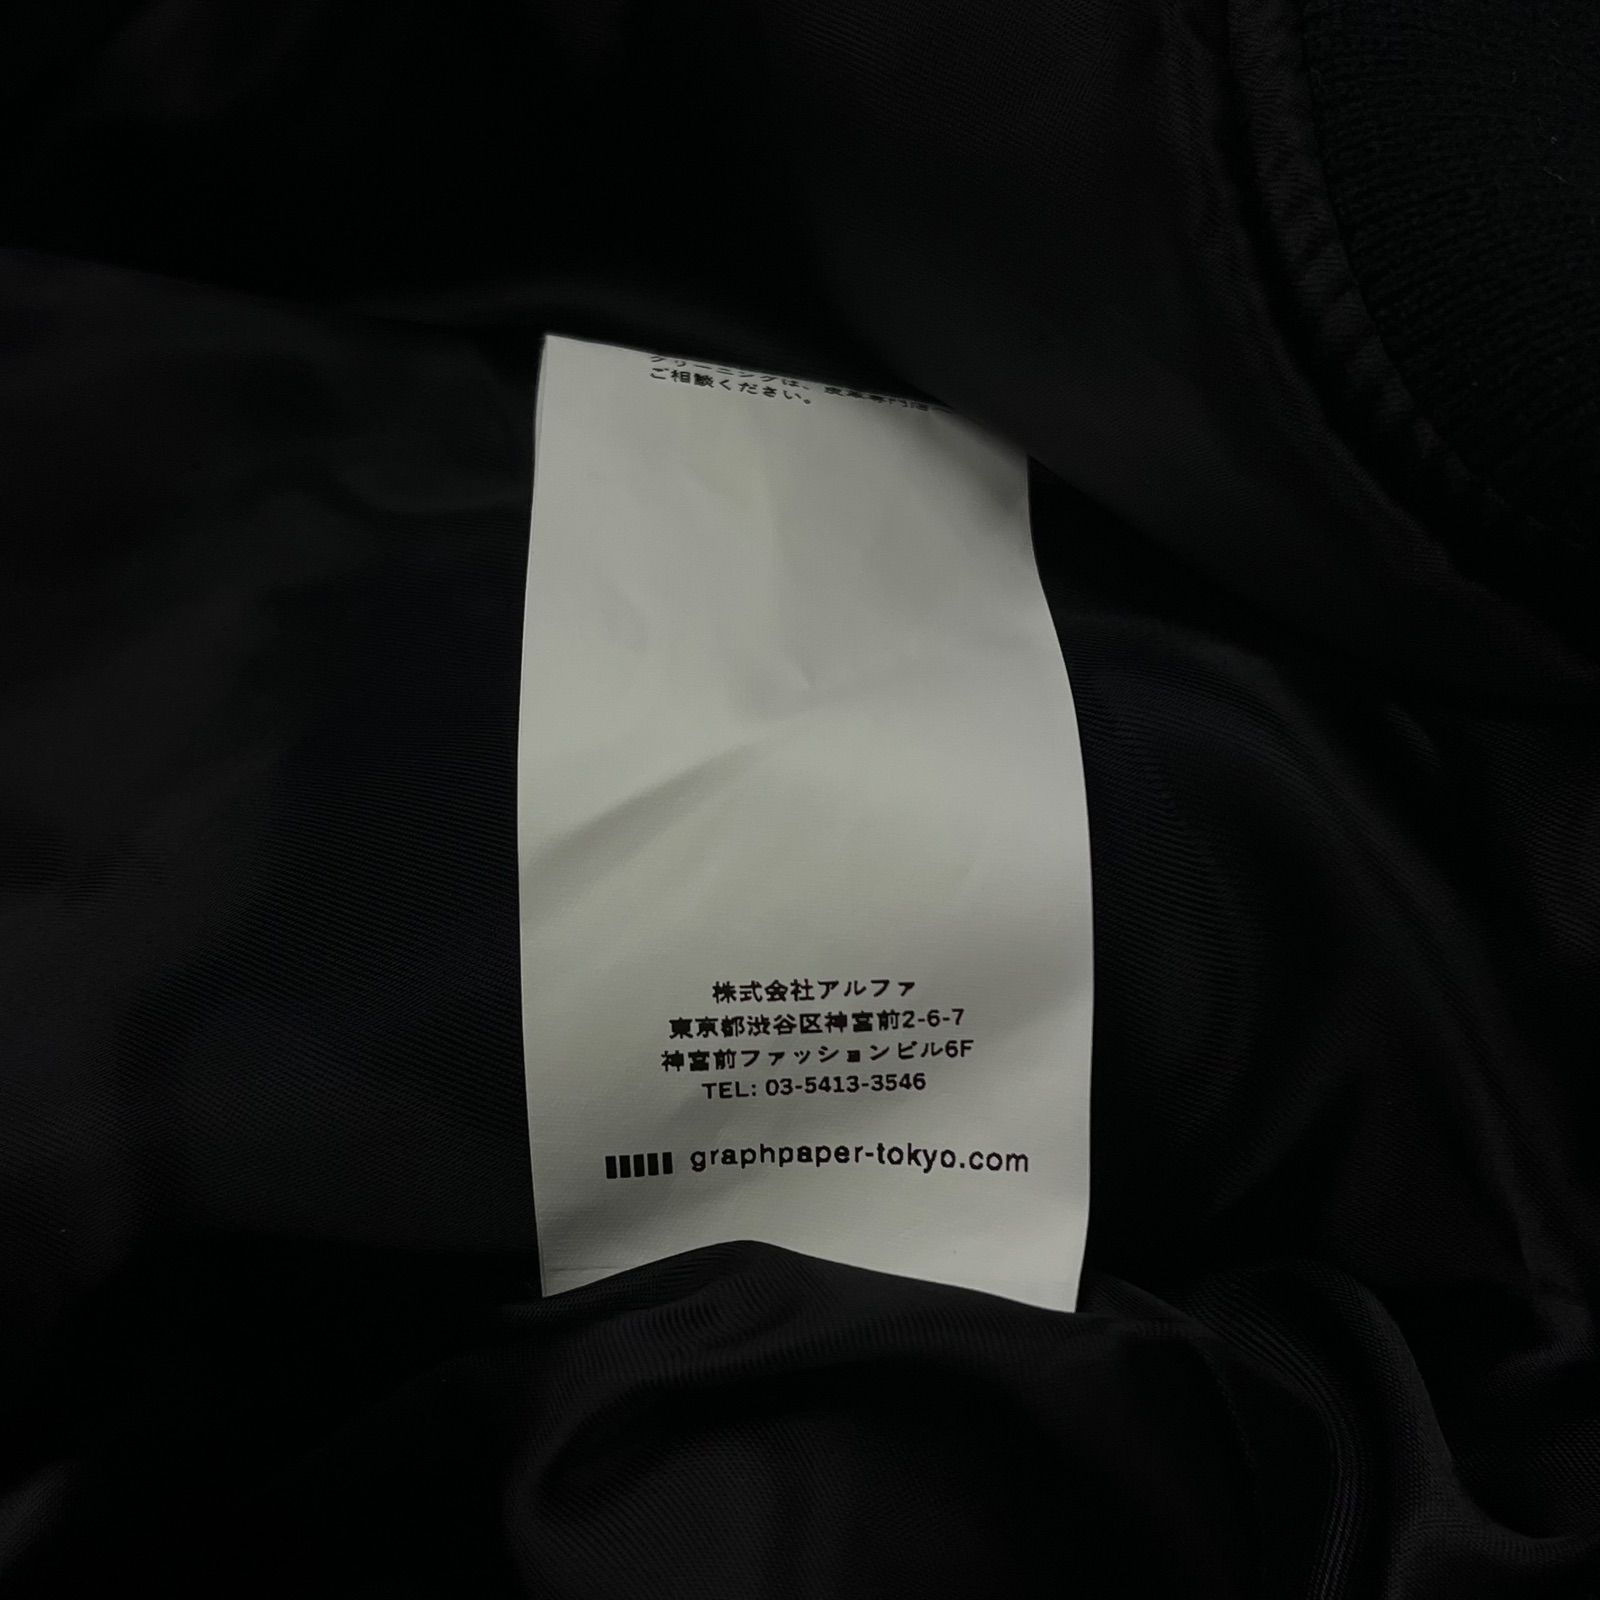 クリーニングは、皮革専門店へ
ご相談ください。
株式会社アルファ
東京都渋谷区神宮前2-6-7
神宮前ファッションビル6F
TEL: 03-5413-3546
graphpaper-tokyo.com